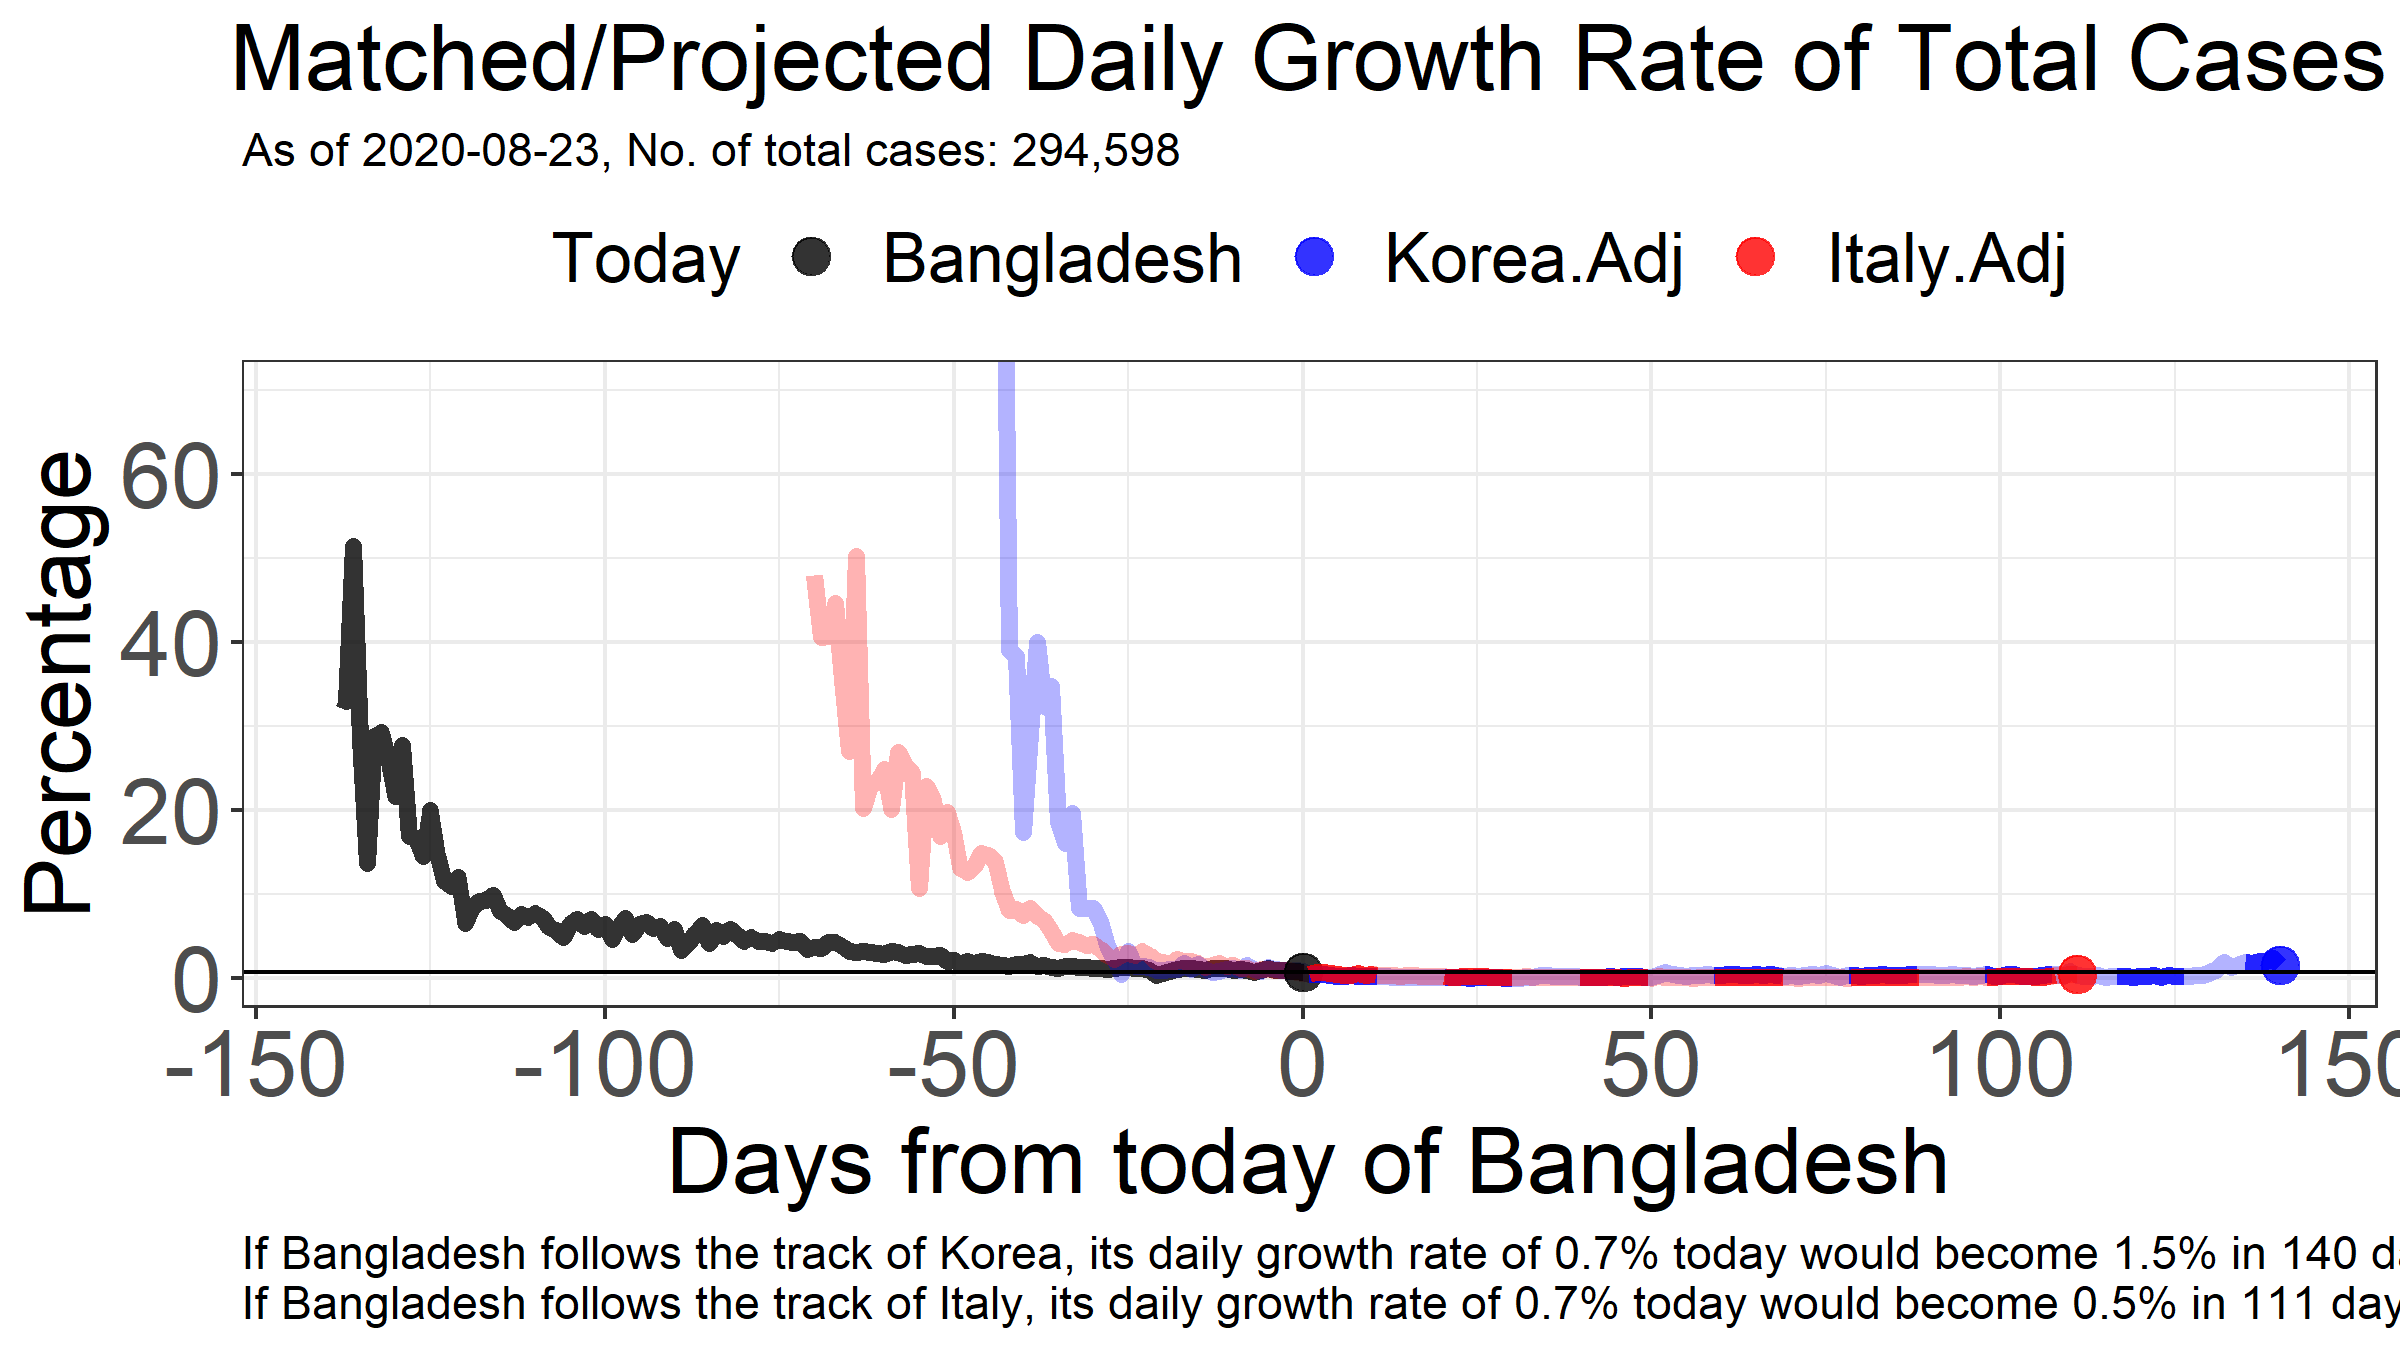 Matched/Projected Daily Growth Rate of Total Cases
As of 2020-08-23, No. of total cases: 294,598
Today Bangladesh Korea.Adj Italy.Adj
Percentage
60
40
20
0
-150 -100 -50 0 50 100 150
Days from today of Bangladesh
If Bangladesh follows the track of Korea, its daily growth rate of 0.7% today would become 1.5% in 140
If Bangladesh follows the track of Italy, its daily growth rate of 0.7% today would become 0.5% in 111 day